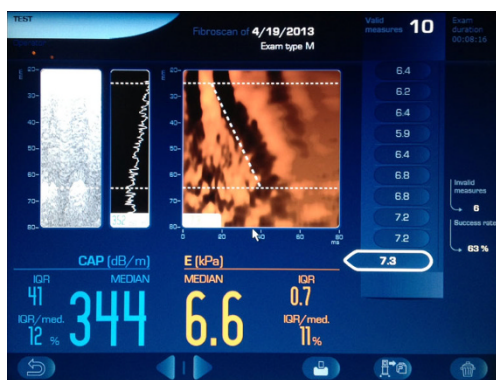 TEST
Fibroscan of 4/19/2013
Exam type M
Valid measures 10
Exam duration
00:08:16
mm
20-
30-
40-
50-
60-
70-
80-
mm
20-
30-
40-
50-
60-
70-
80-
0 20 40 60 80
ms
6.4
6.2
6.4
5.9
6.4
6.8
6.8
7.2
7.2
7.3
Invalid measures
6
Success rate
63 %
CAP (dB/m)
IQR
41
IQR/med.
12 %
MEDIAN
344
E (kPa)
MEDIAN
6.6
IQR
0.7
IQR/med.
11%